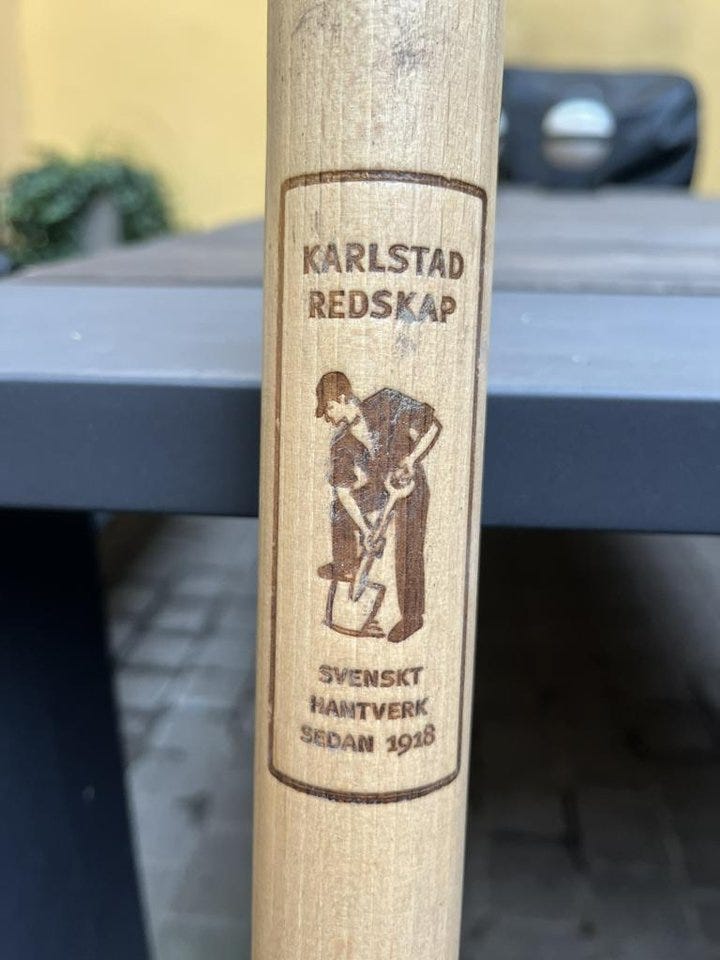 KARLSTAD
REDSKAP
SVENSKT
HANTVERK
SEDAN 1918